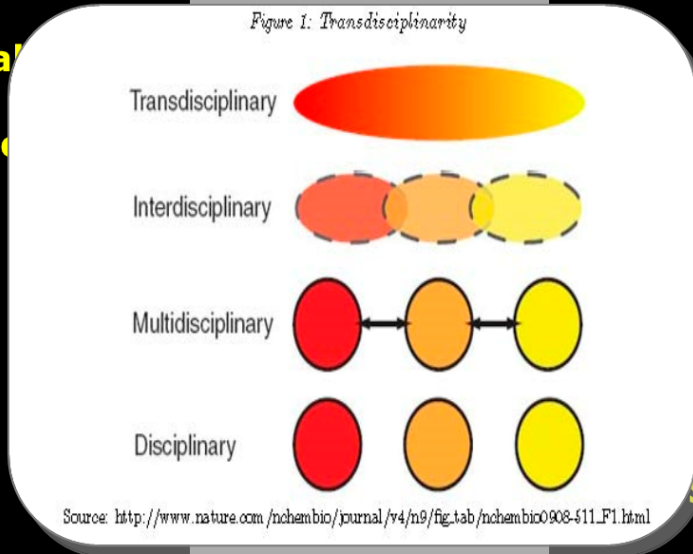 Figure 1: Transdisciplinarity
Transdisciplinary
Interdisciplinary
Multidisciplinary
Disciplinary
Source: http://www.nature.com/nchembio/journal/v4/n9/fig_tab/nchembio0908-511_F1.html